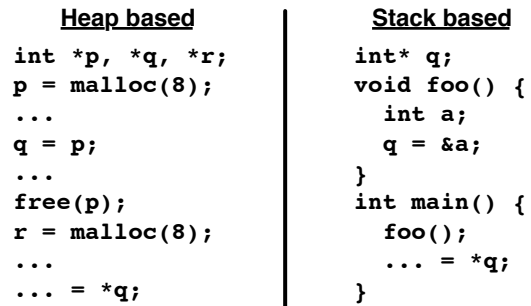 Heap based
int *p, *q, *r;
p = malloc(8);
...
q = p;
...
free(p);
r = malloc(8);
...
... = *q;
Stack based
int* q;
void foo() {
  int a;
  q = &a;
}
int main() {
  foo();
  ... = *q;
}